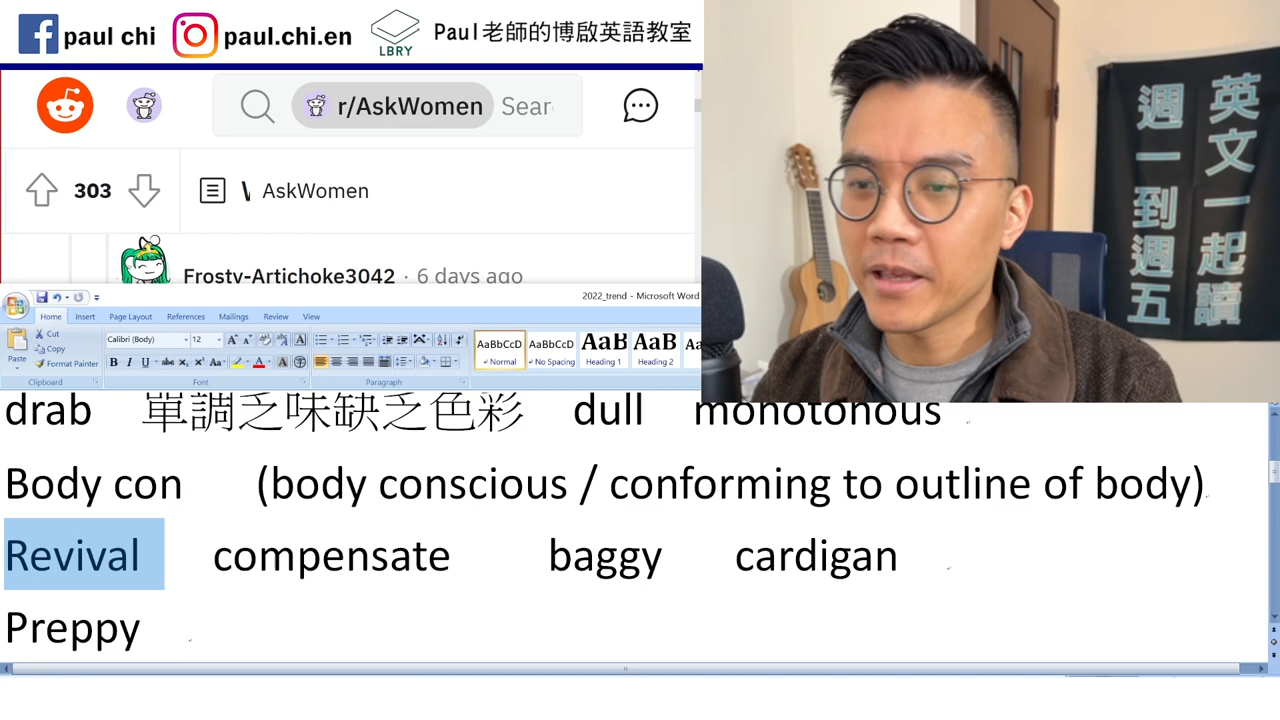 paul chi paul.chi.en LBRY Paul老師的博啟英語教室
r/AskWomen Sear
303 AskWomen
Frosty-Artichoke3042 · 6 days ago
2022_trend - Microsoft Word
Home Insert Page Layout References Mailings Review View
Paste Cut Copy Format Painter
Calibri (Body) 12
AaBbCcD AaBbCcD AaBb AaBb
Normal No Spacing Heading 1 Heading 2
Clipboard Font Paragraph
drab 單調乏味缺乏色彩 dull monotonous
Body con (body conscious / conforming to outline of body)
Revival compensate baggy cardigan
Preppy
英文一起讀
週一到週五